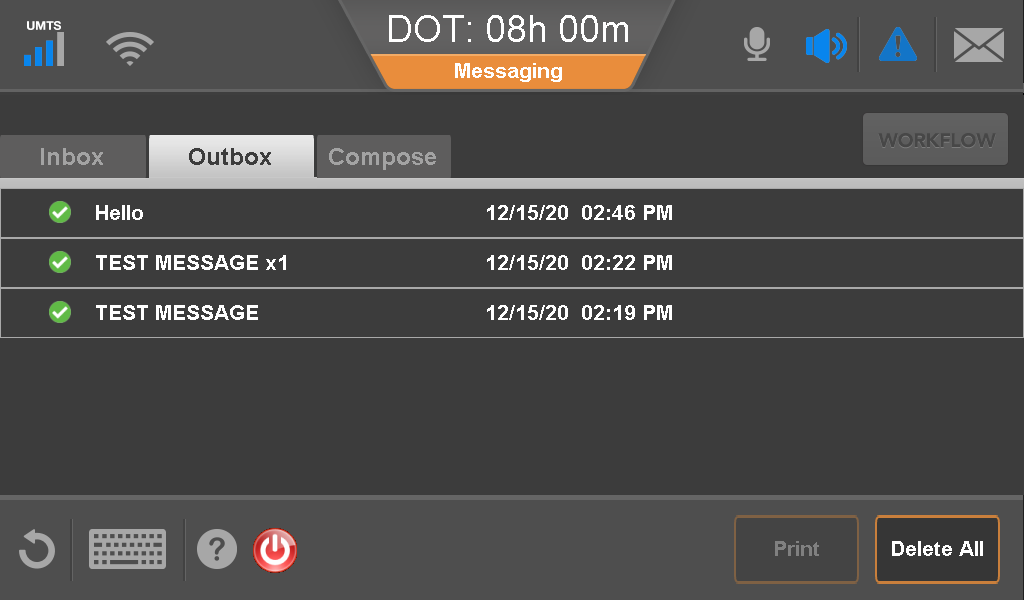 UMTS
DOT: 08h 00m
Messaging
WORKFLOW
Inbox Outbox Compose
Hello 12/15/20 02:46 PM
TEST MESSAGE x1 12/15/20 02:22 PM
TEST MESSAGE 12/15/20 02:19 PM
? Print Delete All